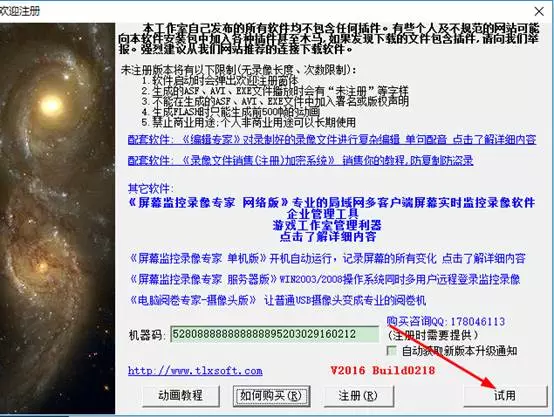 欢迎注册
本工作室自己发布的所有软件均不包含任何插件。有些个人及不规范的网站可能
向本软件安装包中加入各种插件甚至木马,如果发现下载的文件包含插件,请向我们举
报。强烈建议从我们网站推荐的连接下载软件。
未注册版本将有以下限制(无录像长度、次数限制):
1.软件启动时会弹出欢迎注册窗体
2.生成的ASF、AVI、EXE文件播放时会有“未注册”等字样
3.不能在生成的ASF、AVI、EXE文件中加入署名或版权声明
4.生成FLASH时只能生成前500帧的动画
5.禁止商业用途;个人非商业用途可以长期使用
配套软件: 《编辑专家》对录制好的录像文件进行复杂编辑 单句配音 点击了解详细内容
配套软件: 《录像文件销售(注册)加密系统》 销售你的教程,防复制防盗录
其它软件:
《屏幕监控录像专家 网络版》专业的局域网多客户端屏幕实时监控录像软件
企业管理工具
游戏工作室管理利器
点击了解详细内容
《屏幕监控录像专家 单机版》开机自动运行,记录屏幕的所有变化 点击了解详细内容
《屏幕监控录像专家 服务器版》WIN2003/2008操作系统同时多用户远程登录监控录像
《电脑阅卷专家-摄像头版》 让普通USB摄像头变成专业的阅卷机
购买咨询QQ:178046113
机器码: 528088888888888895203029160212 (注册时需要提供)
自动获取新版本升级通知
http://www.tlxsoft.com V2016 Build0218
动画教程 如何购买(R) 注册(R) 试用